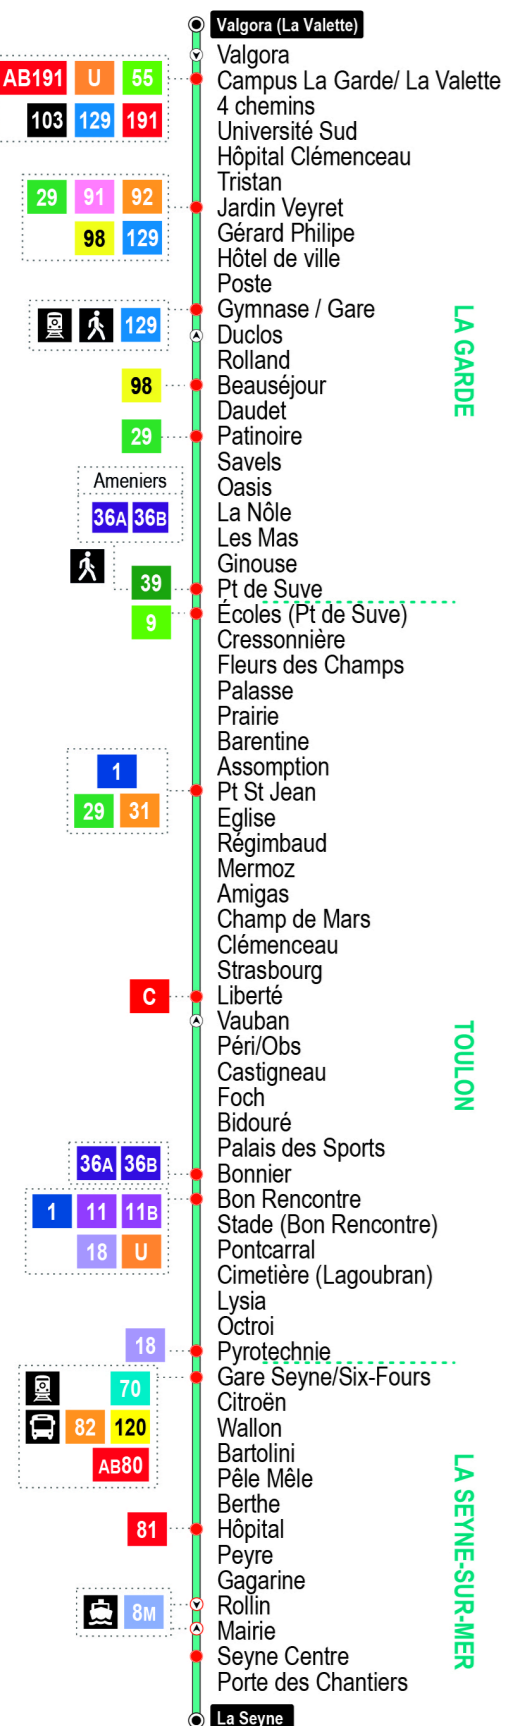 Valgora (La Valette)
Valgora
AB191 U 55
Campus La Garde/ La Valette
4 chemins
103 129 191
Université Sud
Hôpital Clémenceau
Tristan
29 91 92
Jardin Veyret
Gérard Philipe
98 129
Hôtel de ville
Poste
Gymnase / Gare
129
Duclos
LA GARDE
Rolland
98
Beauséjour
Daudet
29
Patinoire
Savels
Ameniers
Oasis
36A 36B
La Nôle
Les Mas
Ginouse
39
Pt de Suve
Écoles (Pt de Suve)
9
Cressonnière
Fleurs des Champs
Palasse
Prairie
Barentine
1
Assomption
Pt St Jean
29 31
Eglise
Régimbaud
Mermoz
Amigas
Champ de Mars
Clémenceau
Strasbourg
C
Liberté
Vauban
TOULON
Péri/Obs
Castigneau
Foch
Bidouré
Palais des Sports
36A 36B
Bonnier
Bon Rencontre
1 11 11B
Stade (Bon Rencontre)
18 U
Pontcarral
Cimetière (Lagoubran)
Lysia
Octroi
18
Pyrotechnie
Gare Seyne/Six-Fours
70
Citroën
82 120
Wallon
Bartolini
AB80
Pêle Mêle
Berthe
81
Hôpital
LA SEYNE-SUR-MER
Peyre
Gagarine
Rollin
8M
Mairie
Seyne Centre
Porte des Chantiers
La Seyne